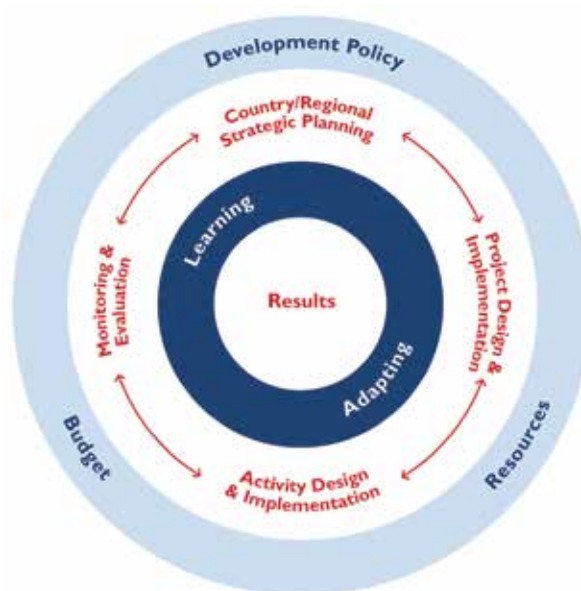 Development Policy
Country/Regional
Strategic Planning
Learning
Monitoring &
Evaluation
Results
Project Design &
Implementation
Adapting
Budget
Resources
Activity Design
& Implementation